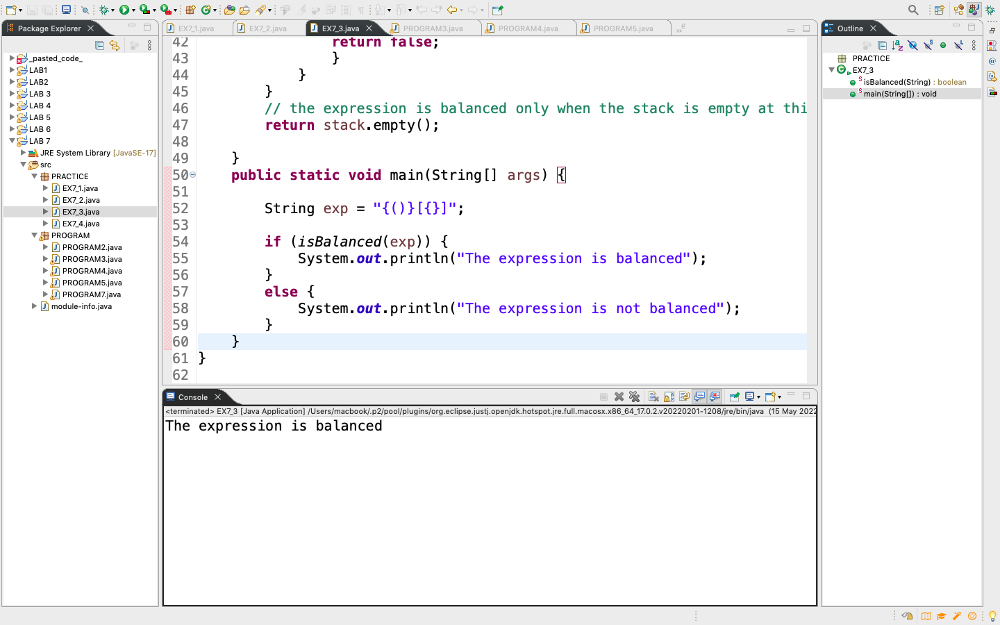 Package Explorer
_pasted_code_
LAB1
LAB2
LAB 3
LAB 4
LAB 5
LAB 6
LAB 7
JRE System Library [JavaSE-17]
src
PRACTICE
EX7_1.java
EX7_2.java
EX7_3.java
EX7_4.java
PROGRAM
PROGRAM2.java
PROGRAM3.java
PROGRAM4.java
PROGRAM5.java
PROGRAM7.java
module-info.java
EX7_1.java EX7_2.java EX7_3.java PROGRAM3.java PROGRAM4.java PROGRAM5.java
42 return false;
43 }
44 }
45 }
46 // the expression is balanced only when the stack is empty at thi
47 return stack.empty();
48
49 }
50 public static void main(String[] args) {
51
52 String exp = "{()}[{}]";
53
54 if (isBalanced(exp)) {
55 System.out.println("The expression is balanced");
56 }
57 else {
58 System.out.println("The expression is not balanced");
59 }
60 }
61 }
62
Console
<terminated> EX7_3 [Java Application] /Users/macbook/.p2/pool/plugins/org.eclipse.justj.openjdk.hotspot.jre.full.macosx.x86_64_17.0.2.v20220201-1208/jre/bin/java (15 May 2022
The expression is balanced
Outline
PRACTICE
EX7_3
isBalanced(String) : boolean
main(String[]) : void